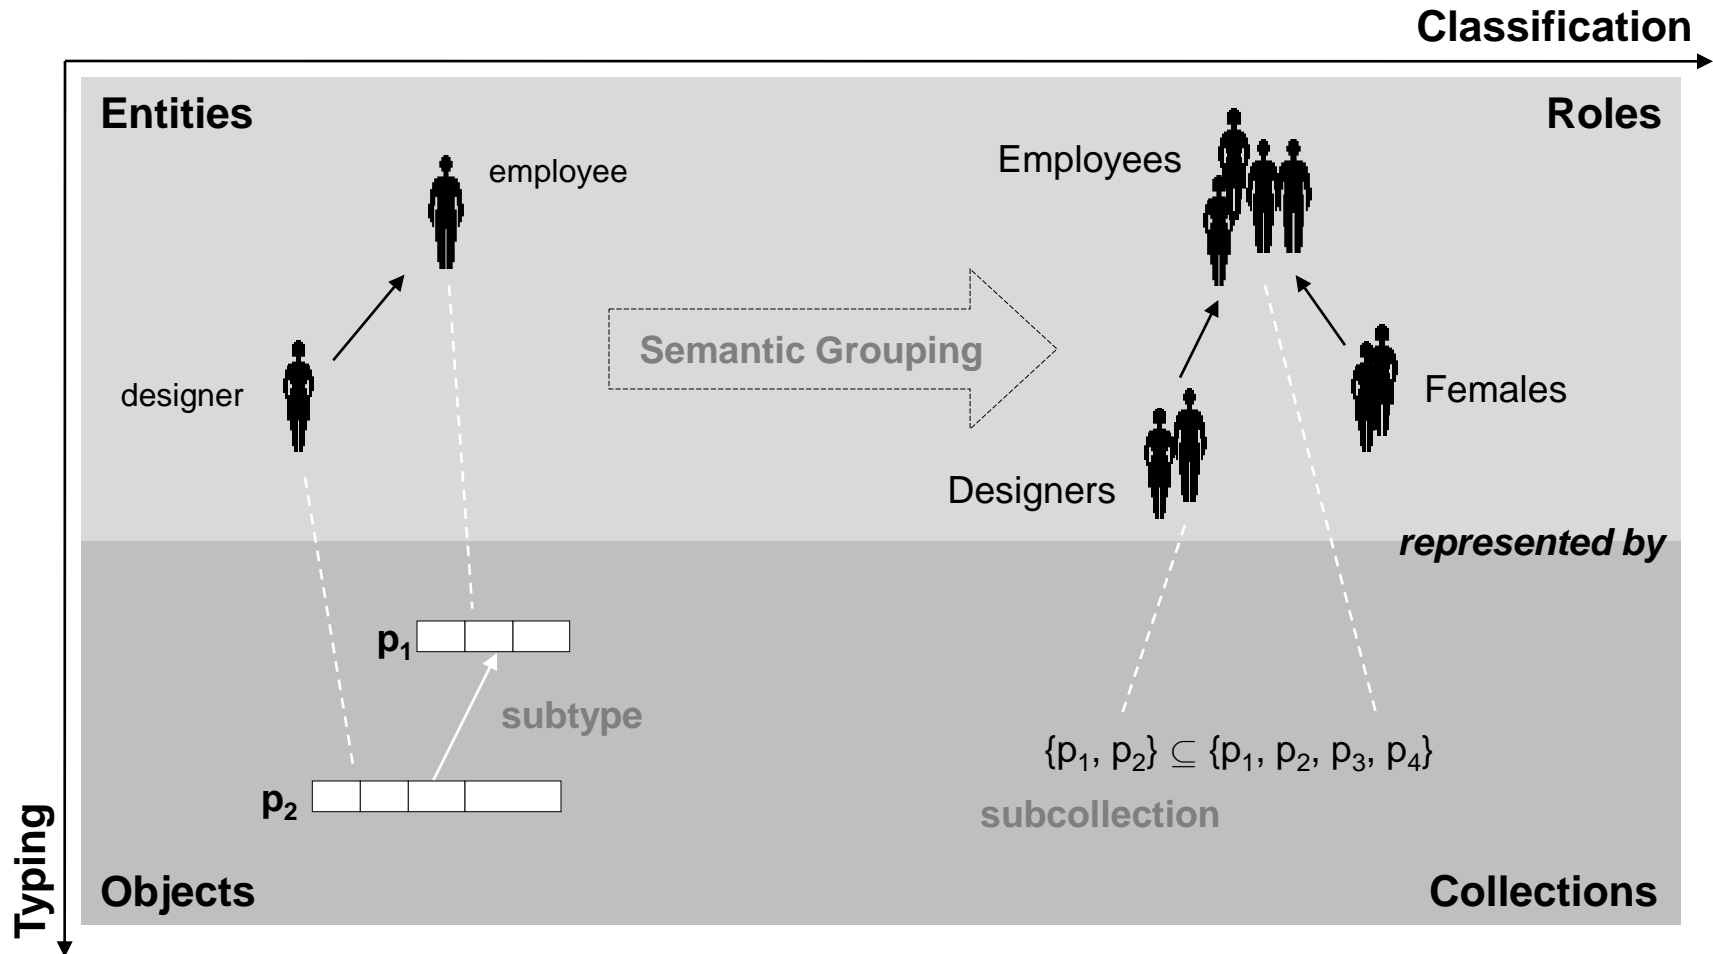 Classification
Entities
Roles
employee
Employees
Semantic Grouping
designer
Females
Designers
represented by
p₁
subtype
p₂
{p₁, p₂} ⊆ {p₁, p₂, p₃, p₄}
subcollection
Typing
Objects
Collections